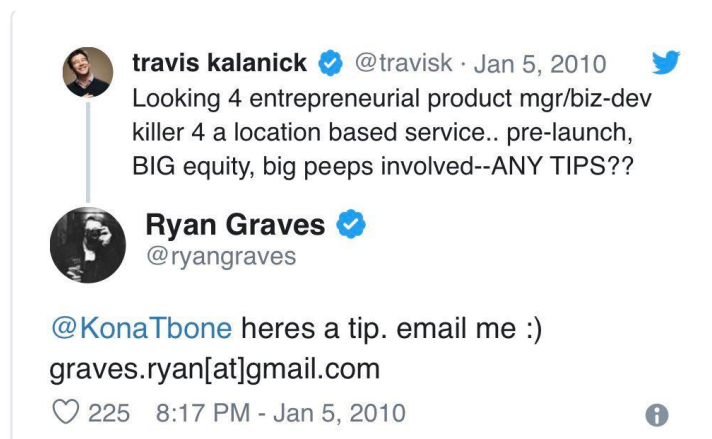 travis kalanick @travisk · Jan 5, 2010
Looking 4 entrepreneurial product mgr/biz-dev
killer 4 a location based service.. pre-launch,
BIG equity, big peeps involved--ANY TIPS??
Ryan Graves
@ryangraves
@KonaTbone heres a tip. email me :)
graves.ryan[at]gmail.com
225 8:17 PM - Jan 5, 2010